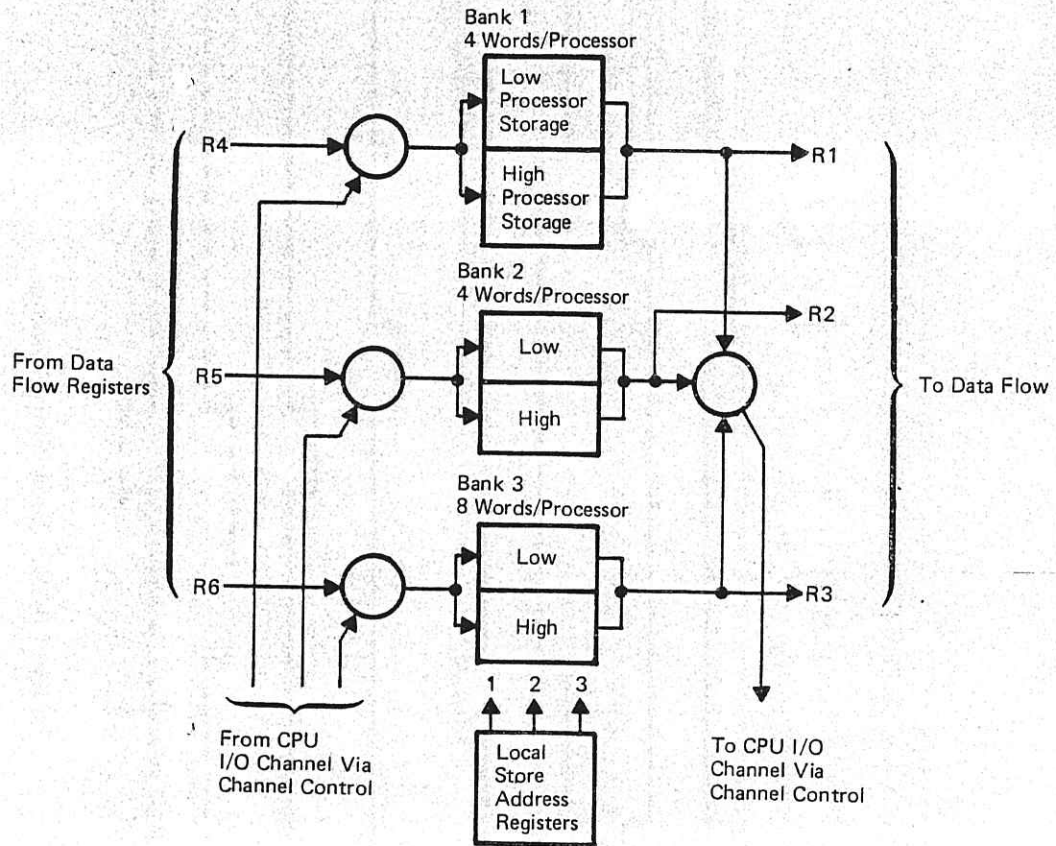 Bank 1
4 Words/Processor
Low
Processor
Storage
High
Processor
Storage
R4
R1
Bank 2
4 Words/Processor
Low
High
R2
From Data
Flow Registers
R5
To Data Flow
Bank 3
8 Words/Processor
Low
High
R6
R3
1 2 3
From CPU
I/O Channel Via
Channel Control
Local
Store
Address
Registers
To CPU I/O
Channel Via
Channel Control